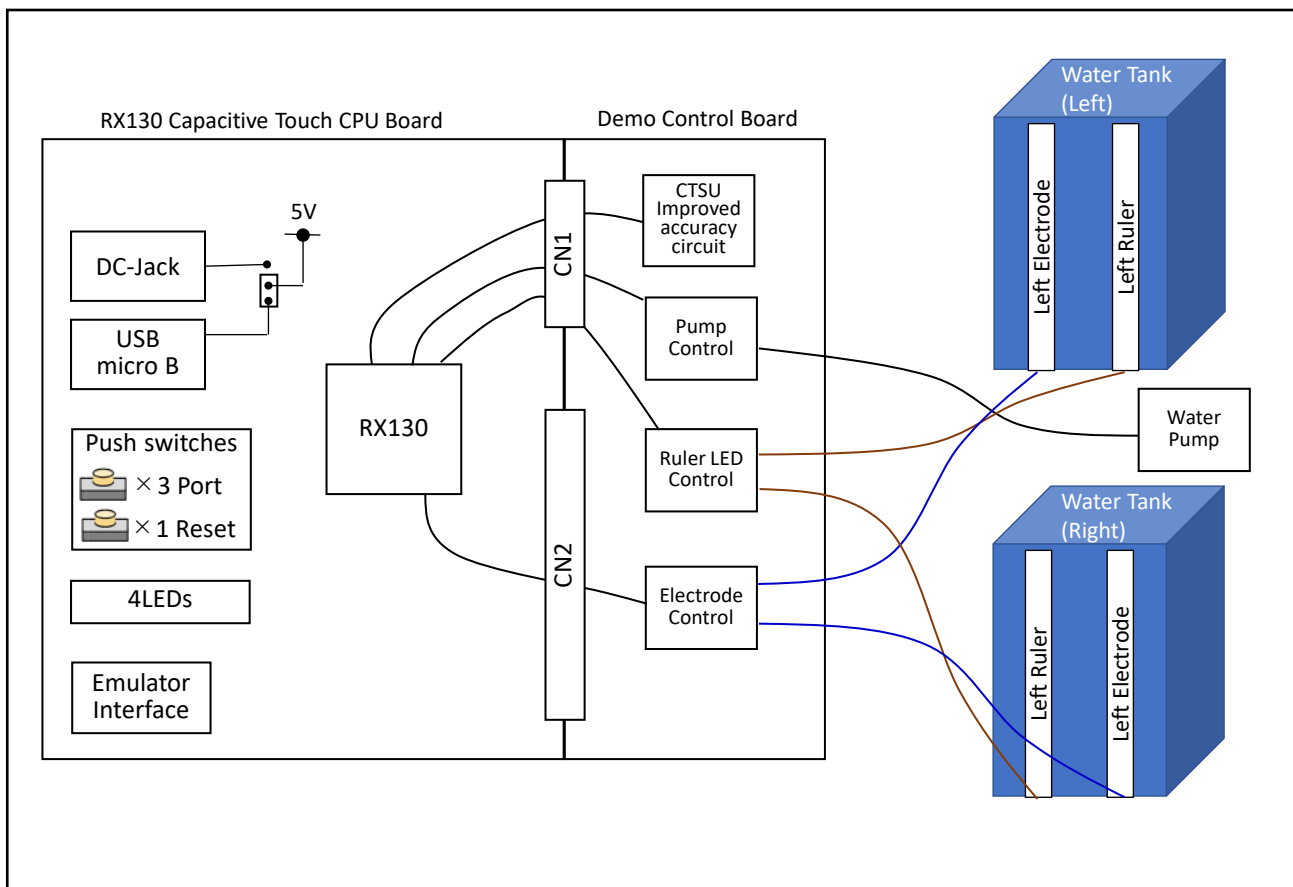 RX130 Capacitive Touch CPU Board
Demo Control Board
5V
DC-Jack
USB
micro B
Push switches
× 3 Port
× 1 Reset
4LEDs
Emulator
Interface
RX130
CN1
CN2
CTSU
Improved
accuracy
circuit
Pump
Control
Ruler LED
Control
Electrode
Control
Water Tank
(Left)
Left Electrode
Left Ruler
Water
Pump
Water Tank
(Right)
Left Ruler
Left Electrode